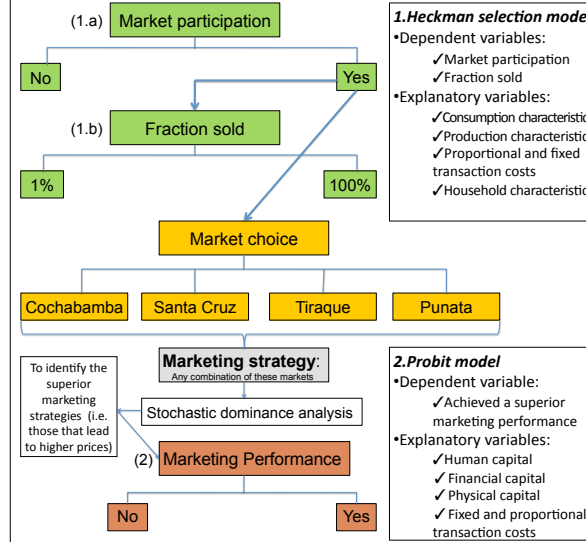 (1.a) Market participation
No
Yes
(1.b) Fraction sold
1%
100%
Market choice
Cochabamba
Santa Cruz
Tiraque
Punata
Marketing strategy:
Any combination of these markets
To identify the
superior
marketing
strategies (i.e.
those that lead
to higher prices)
Stochastic dominance analysis
(2) Marketing Performance
No
Yes
1.Heckman selection mode
•Dependent variables:
✓Market participation
✓Fraction sold
•Explanatory variables:
✓Consumption characteristic
✓Production characteristic
✓Proportional and fixed
transaction costs
✓Household characteristic
2.Probit model
•Dependent variable:
✓Achieved a superior
marketing performance
•Explanatory variables:
✓Human capital
✓Financial capital
✓Physical capital
✓Fixed and proportional
transaction costs